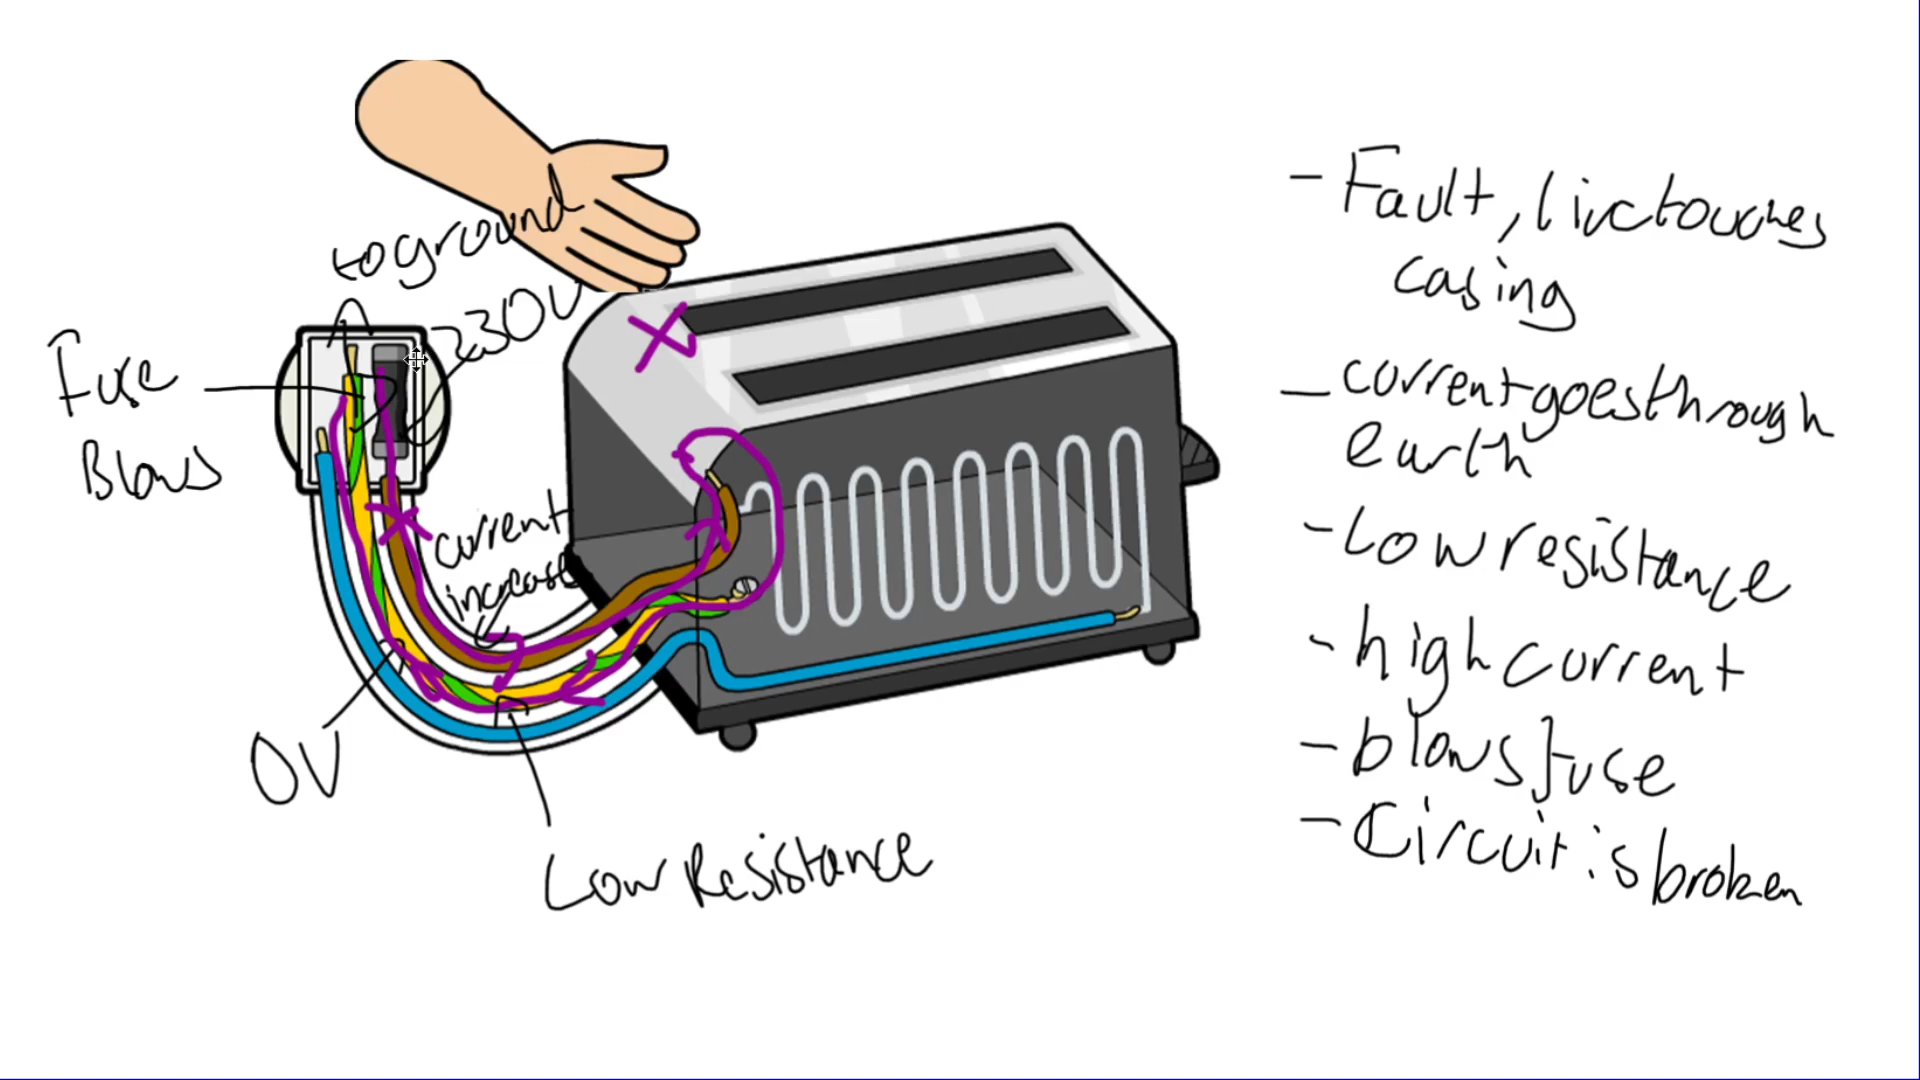 to ground
230V
Fuse
Blows
current
increase
0V
Low Resistance
- Fault, live touches
casing
- current goes through
earth
- Low resistance
- high current
- blows fuse
- Circuit is broken